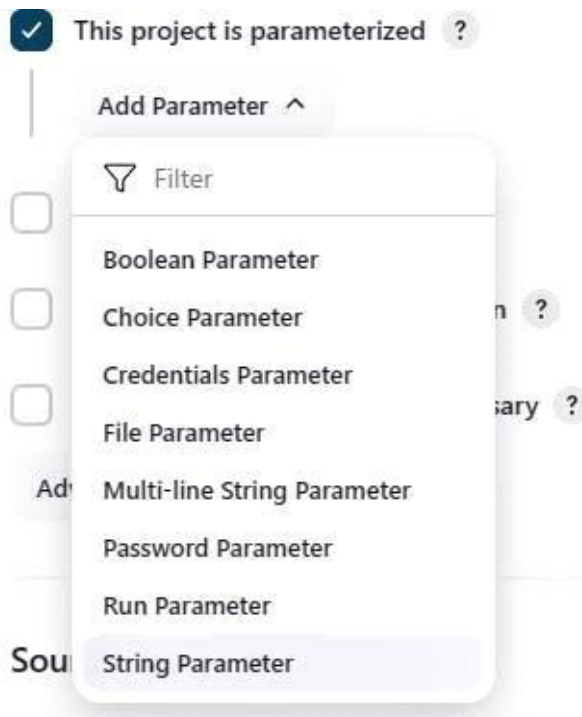 This project is parameterized ?
Add Parameter
Filter
Boolean Parameter
Choice Parameter
n ?
Credentials Parameter
sary ?
File Parameter
Adv
Multi-line String Parameter
Password Parameter
Run Parameter
Sou
String Parameter